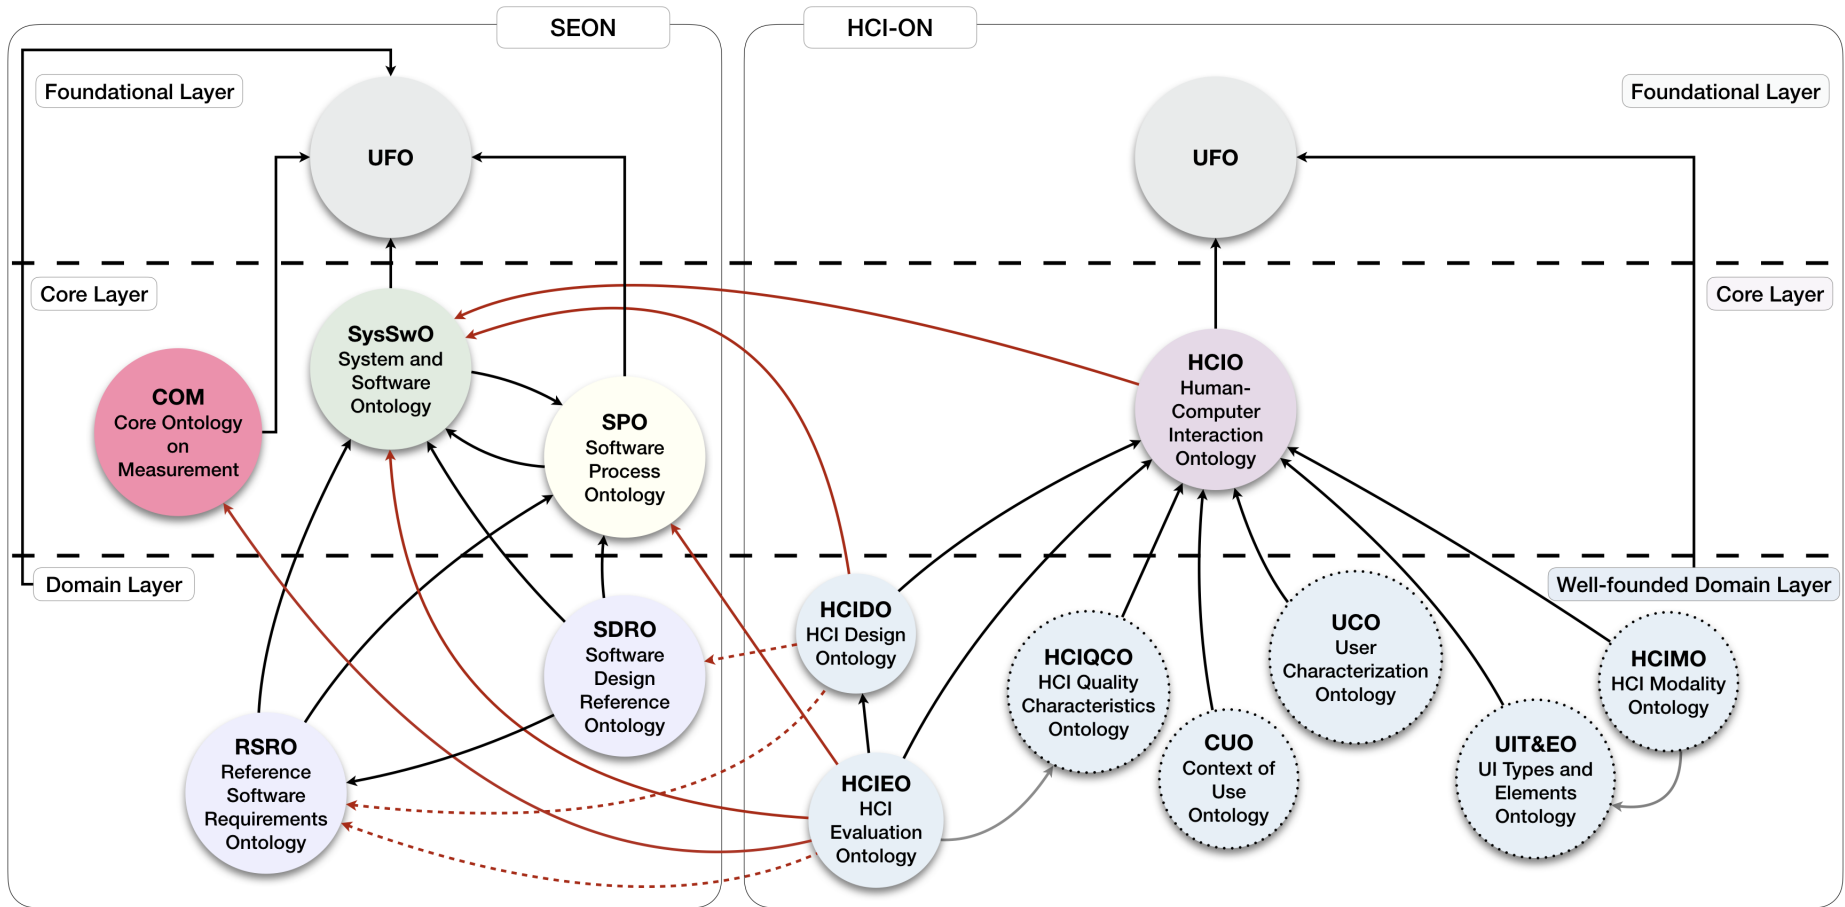 SEON
HCI-ON
Foundational Layer
Foundational Layer
UFO
UFO
Core Layer
Core Layer
SysSwO
System and
Software
Ontology
HCIO
Human-
Computer
Interaction
Ontology
COM
Core Ontology
on
Measurement
SPO
Software
Process
Ontology
Domain Layer
Well-founded Domain Layer
SDRO
Software
Design
Reference
Ontology
HCIDO
HCI Design
Ontology
HCIQCO
HCI Quality
Characteristics
Ontology
UCO
User
Characterization
Ontology
HCIMO
HCI Modality
Ontology
RSRO
Reference
Software
Requirements
Ontology
HCIEO
HCI
Evaluation
Ontology
CUO
Context of
Use
Ontology
UIT&EO
UI Types and
Elements
Ontology